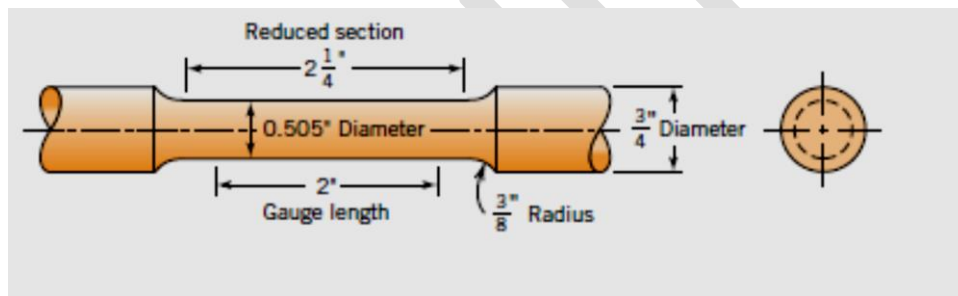 Reduced section
2 1/4"
0.505" Diameter
3/4" Diameter
2"
Gauge length
3/8" Radius